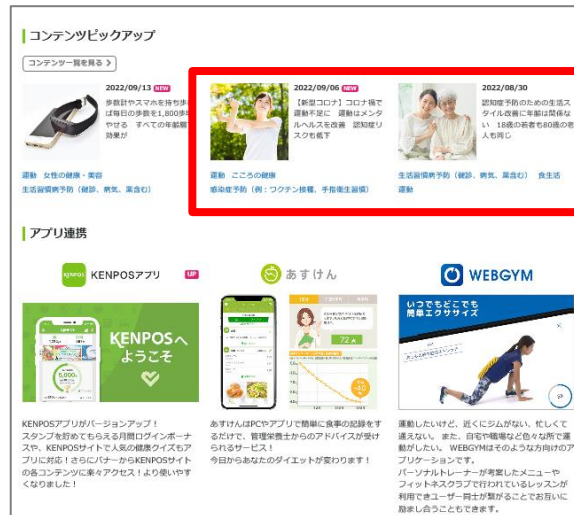 コンテンツピックアップ
コンテンツ一覧を見る
2022/09/13 NEW
歩数計やスマホを持ち歩
ば毎日の歩数を1,800歩
やせる すべての年齢層
効果が
運動 女性の健康・美容
生活習慣病予防（健診、病気、薬含む）
2022/09/06 NEW
【新型コロナ】コロナ禍で
運動不足に 運動はメンタ
ルヘルスを改善 認知症リ
スクも低下
運動 こころの健康
感染症予防（例：ワクチン接種、手指衛生習慣）
2022/08/30
認知症予防のための生活ス
タイル改善に年齢は関係な
い 18歳の若者も80歳の老
人も同じ
生活習慣病予防（健診、病気、薬含む） 食生活
運動
アプリ連携
KENPOS KENPOSアプリ UP
KENPOSへ
ようこそ
KENPOSアプリがバージョンアップ！
スタンプを貯めてもらえる月間ログインボーナ
スや、KENPOSサイトで人気の健康クイズもア
プリに対応！さらにバナーからKENPOSサイト
の各コンテンツに楽々アクセス！より使いやす
くなりました！
あすけん
72点
あすけんはPCやアプリで簡単に食事の記録をす
るだけで、管理栄養士からのアドバイスが受け
られるサービス！
今日からあなたのダイエットが変わります！
WEBGYM
いつでもどこでも
簡単エクササイズ
運動したいけど、近くにジムがない、忙しくて
通えない。 また、自宅や職場など色々な所で運
動がしたい。 WEBGYMはそのような方向けのア
プリケーションです。
パーソナルトレーナーが考案したメニューや
フィットネスクラブで行われているレッスンが
利用できユーザー同士が繋がることでお互いに
励まし合うこともできます。